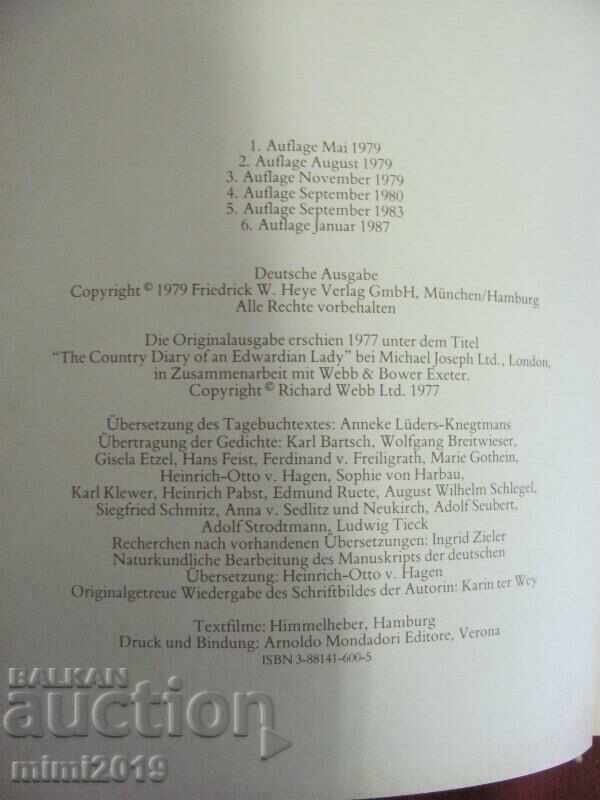 1. Auflage Mai 1979
2. Auflage August 1979
3. Auflage November 1979
4. Auflage September 1980
5. Auflage September 1983
6. Auflage Januar 1987
Deutsche Ausgabe
Copyright © 1979 Friedrick W. Heye Verlag GmbH, München/Hamburg
Alle Rechte vorbehalten
Die Originalausgabe erschien 1977 unter dem Titel
“The Country Diary of an Edwardian Lady” bei Michael Joseph Ltd., London,
in Zusammenarbeit mit Webb & Bower Exeter.
Copyright © Richard Webb Ltd. 1977
Übersetzung des Tagebuchtextes: Anneke Lüders-Knegtmans
Übertragung der Gedichte: Karl Bartsch, Wolfgang Breitwieser,
Gisela Etzel, Hans Feist, Ferdinand v. Freiligrath, Marie Gothein,
Heinrich-Otto v. Hagen, Sophie von Harbau,
Karl Klewer, Heinrich Pabst, Edmund Ruete, August Wilhelm Schlegel,
Siegfried Schmitz, Anna v. Sedlitz und Neukirch, Adolf Seubert,
Adolf Strodtmann, Ludwig Tieck
Recherchen nach vorhandenen Übersetzungen: Ingrid Zieler
Naturkundliche Bearbeitung des Manuskripts der deutschen
Übersetzung: Heinrich-Otto v. Hagen
Originalgetreue Wiedergabe des Schriftbildes der Autorin: Karin ter Wey
Textfilme: Himmelheber, Hamburg
Druck und Bindung: Arnoldo Mondadori Editore, Verona
ISBN 3-88141-600-5
BALKAN
auction
mimi2019